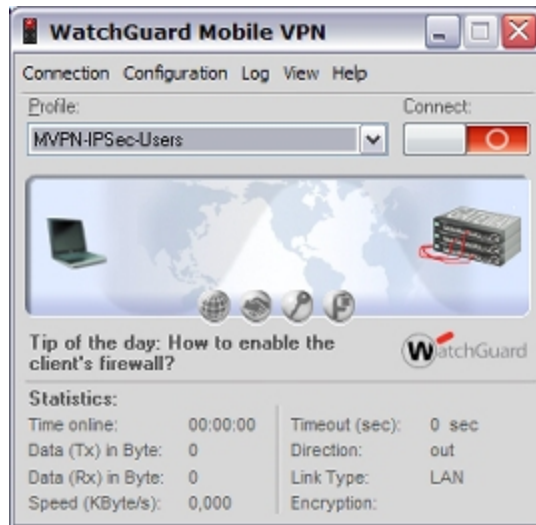 WatchGuard Mobile VPN
Connection Configuration Log View Help
Profile: Connect:
MVPN-IPSec-Users
Tip of the day: How to enable the
client's firewall?
WatchGuard
Statistics:
Time online: 00:00:00 Timeout (sec): 0 sec
Data (Tx) in Byte: 0 Direction: out
Data (Rx) in Byte: 0 Link Type: LAN
Speed (KByte/s): 0,000 Encryption: